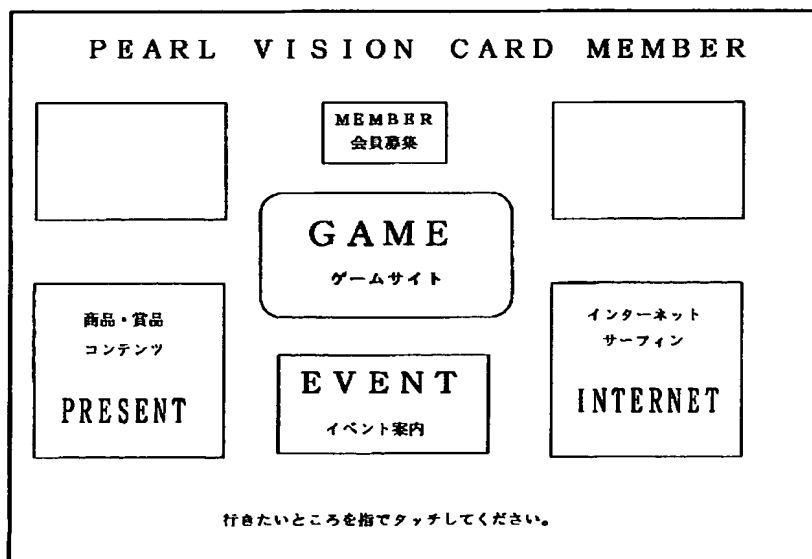 PEARL VISION CARD MEMBER
MEMBER
会員募集
GAME
ゲームサイト
商品・賞品
コンテンツ
PRESENT
EVENT
イベント案内
インターネット
サーフィン
INTERNET
行きたいところを指でタッチしてください。